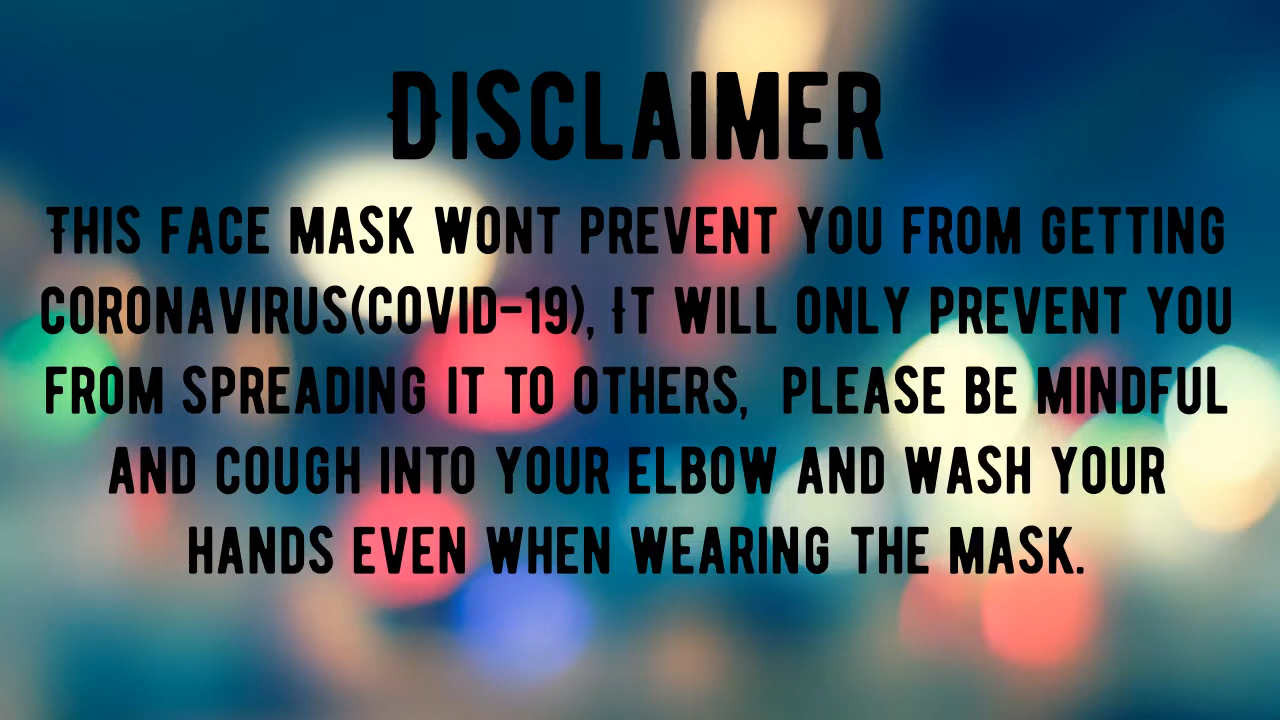 DISCLAIMER
THIS FACE MASK WONT PREVENT YOU FROM GETTING
CORONAVIRUS(COVID-19), IT WILL ONLY PREVENT YOU
FROM SPREADING IT TO OTHERS,  PLEASE BE MINDFUL
AND COUGH INTO YOUR ELBOW AND WASH YOUR
HANDS EVEN WHEN WEARING THE MASK.